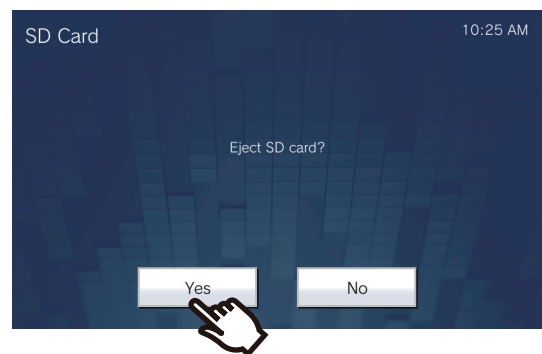 SD Card
10:25 AM
Eject SD card?
Yes
No